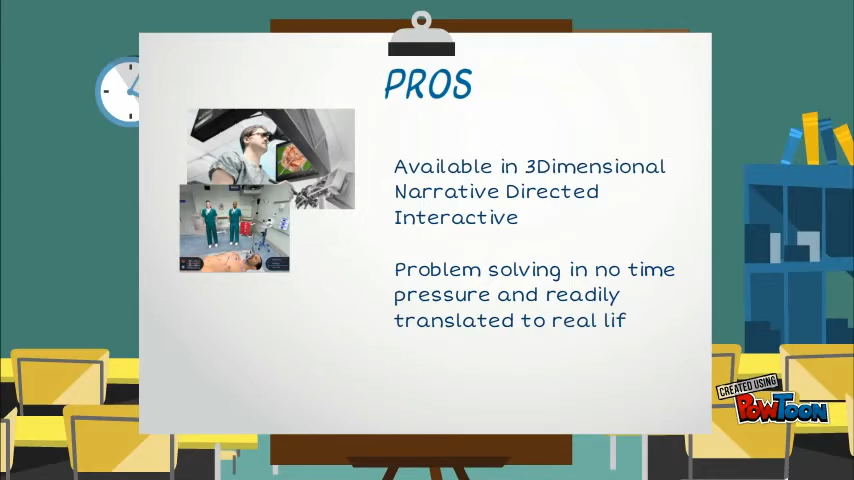 PROS
Available in 3Dimensional
Narrative Directed
Interactive
Problem solving in no time
pressure and readily
translated to real lif
CREATED USING
POWTOON